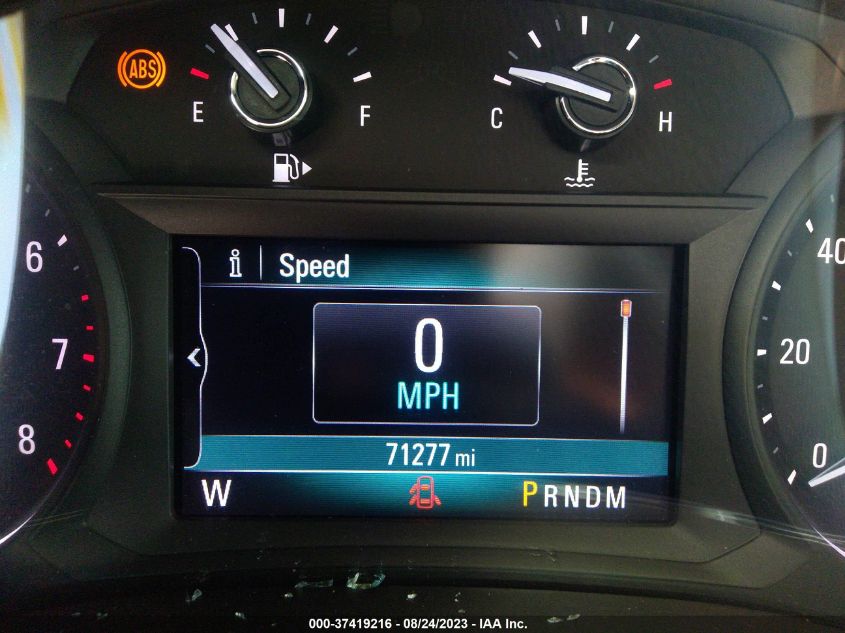 ABS
E F
C H
Speed
0
MPH
71277 mi
W PRNDM
6
7
8
40
20
0
000-37419216 - 08/24/2023 - IAA Inc.